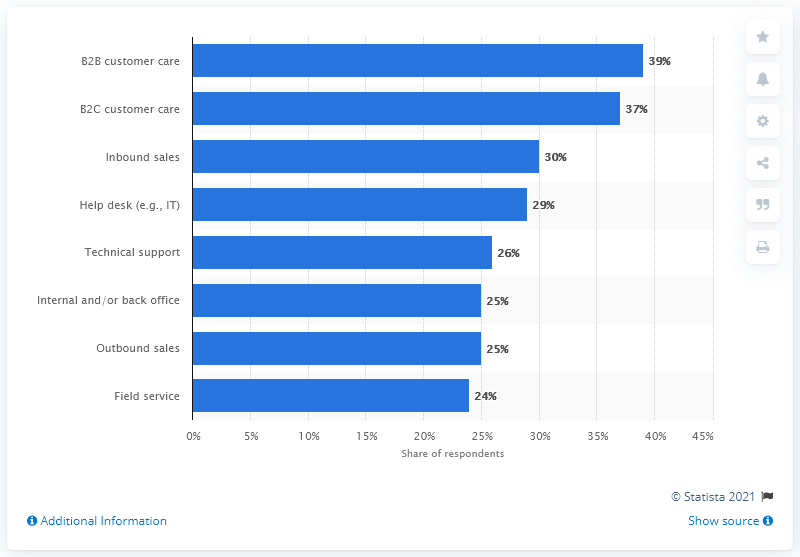 B2B customer care
39%
B2C customer care
37%
Inbound sales
30%
Help desk (e.g., IT)
29%
Technical support
26%
Internal and/or back office
25%
Outbound sales
25%
Field service
24%
0% 5% 10% 15% 20% 25% 30% 35% 40% 45%
Share of respondents
© Statista 2021
Additional Information
Show source